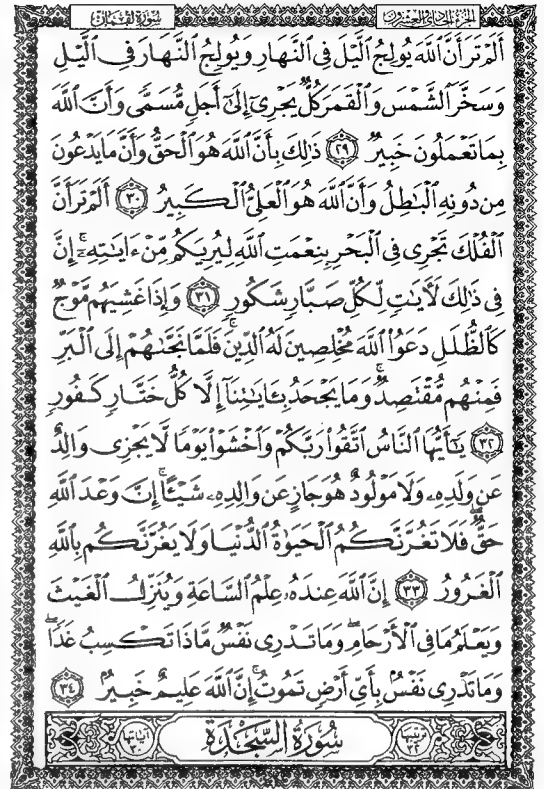 الجزء الحادي والعشرون سورة لقمان
أَلَمْ تَرَ أَنَّ ٱللَّهَ يُولِجُ ٱلَّيْلَ فِى ٱلنَّهَارِ وَيُولِجُ ٱلنَّهَارَ فِى ٱلَّيْلِ
وَسَخَّرَ ٱلشَّمْسَ وَٱلْقَمَرَ كُلٌّ يَجْرِىٓ إِلَىٰٓ أَجَلٍ مُّسَمًّى وَأَنَّ ٱللَّهَ
بِمَا تَعْمَلُونَ خَبِيرٌ ٢٩ ذَٰلِكَ بِأَنَّ ٱللَّهَ هُوَ ٱلْحَقُّ وَأَنَّ مَا يَدْعُونَ
مِن دُونِهِ ٱلْبَٰطِلُ وَأَنَّ ٱللَّهَ هُوَ ٱلْعَلِىُّ ٱلْكَبِيرُ ٣٠ أَلَمْ تَرَ أَنَّ
ٱلْفُلْكَ تَجْرِى فِى ٱلْبَحْرِ بِنِعْمَتِ ٱللَّهِ لِيُرِيَكُم مِّنْ ءَايَٰتِهِۦٓ ۚ إِنَّ
فِى ذَٰلِكَ لَءَايَٰتٍ لِّكُلِّ صَبَّارٍ شَكُورٍ ٣١ وَإِذَا غَشِيَهُم مَّوْجٌ
كَٱلظُّلَلِ دَعَوُا۟ ٱللَّهَ مُخْلِصِينَ لَهُ ٱلدِّينَ فَلَمَّا نَجَّىٰهُمْ إِلَى ٱلْبَرِّ
فَمِنْهُم مُّقْتَصِدٌ ۚ وَمَا يَجْحَدُ بِـَٔايَٰتِنَآ إِلَّا كُلُّ خَتَّارٍ كَفُورٍ
٣٢ يَٰٓأَيُّهَا ٱلنَّاسُ ٱتَّقُوا۟ رَبَّكُمْ وَٱخْشَوْا۟ يَوْمًا لَّا يَجْزِى وَالِدٌ
عَن وَلَدِهِۦ وَلَا مَوْلُودٌ هُوَ جَازٍ عَن وَالِدِهِۦ شَيْـًٔا ۚ إِنَّ وَعْدَ ٱللَّهِ
حَقٌّ ۖ فَلَا تَغُرَّنَّكُمُ ٱلْحَيَوٰةُ ٱلدُّنْيَا وَلَا يَغُرَّنَّكُم بِٱللَّهِ
ٱلْغَرُورُ ٣٣ إِنَّ ٱللَّهَ عِندَهُۥ عِلْمُ ٱلسَّاعَةِ وَيُنَزِّلُ ٱلْغَيْثَ
وَيَعْلَمُ مَا فِى ٱلْأَرْحَامِ ۖ وَمَا تَدْرِى نَفْسٌ مَّاذَا تَكْسِبُ غَدًا ۖ
وَمَا تَدْرِى نَفْسٌۢ بِأَىِّ أَرْضٍ تَمُوتُ ۚ إِنَّ ٱللَّهَ عَلِيمٌ خَبِيرٌۢ ٣٤
ترتيبها ٣٢ سُورَةُ السَّجْدَةِ آياتها ٣٠